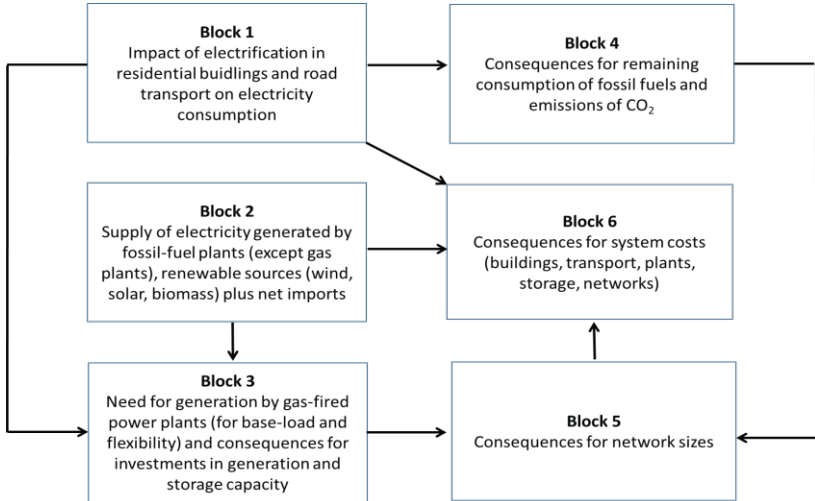 Block 1
Impact of electrification in
residential buidlings and road
transport on electricity
consumption
Block 4
Consequences for remaining
consumption of fossil fuels and
emissions of CO₂
Block 2
Supply of electricity generated by
fossil-fuel plants (except gas
plants), renewable sources (wind,
solar, biomass) plus net imports
Block 6
Consequences for system costs
(buildings, transport, plants,
storage, networks)
Block 3
Need for generation by gas-fired
power plants (for base-load and
flexibility) and consequences for
investments in generation and
storage capacity
Block 5
Consequences for network sizes